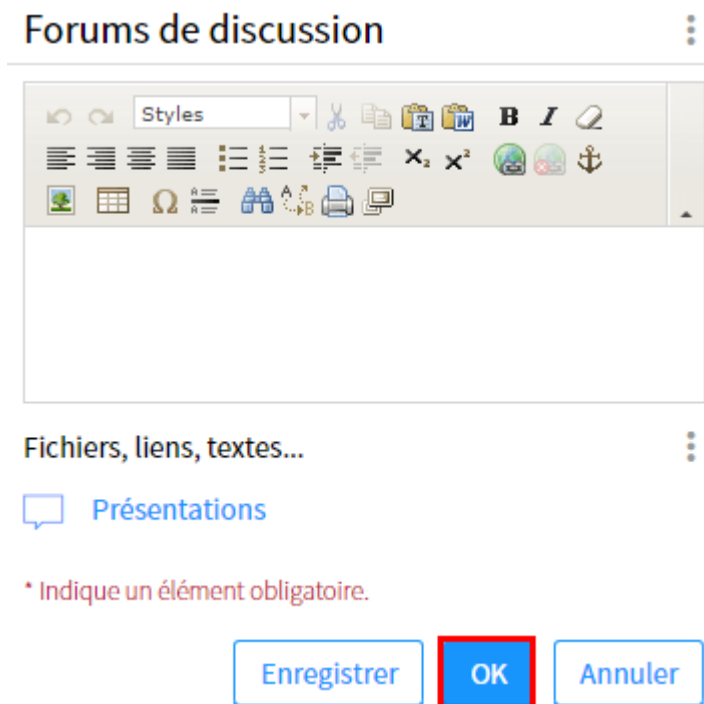 Forums de discussion
Styles
B I
Fichiers, liens, textes...
Présentations
* Indique un élément obligatoire.
Enregistrer OK Annuler